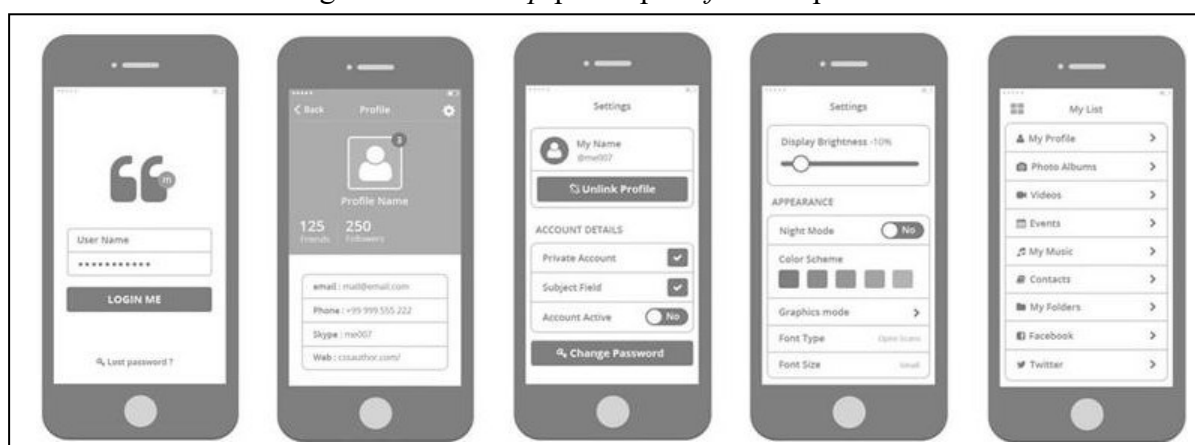 m
User Name
***********
LOGIN ME
Lost password ?
Back Profile
3
Profile Name
125 250
Friends Followers
email : mail@email.com
Phone : +99 999 555 222
Skype : me007
Web : cssauthor.com/
Settings
My Name
@me007
Unlink Profile
ACCOUNT DETAILS
Private Account
Subject Field
Account Active No
Change Password
Settings
Display Brightness -10%
APPEARANCE
Night Mode No
Color Scheme
Graphics mode
Font Type Open Scans
Font Size Small
My List
My Profile
Photo Albums
Videos
Events
My Music
Contacts
My Folders
Facebook
Twitter